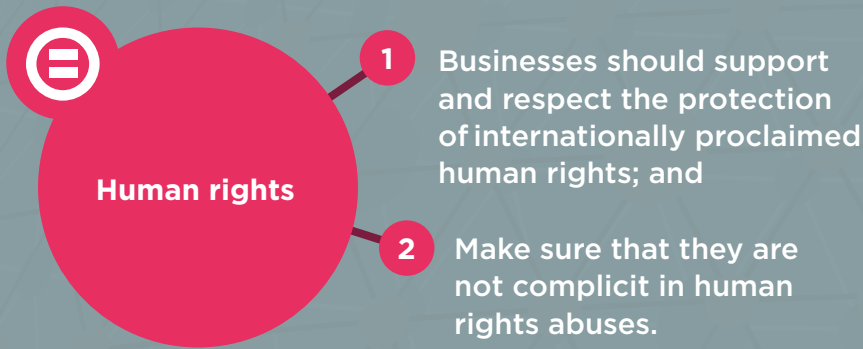 Human rights
1
Businesses should support
and respect the protection
of internationally proclaimed
human rights; and
2
Make sure that they are
not complicit in human
rights abuses.